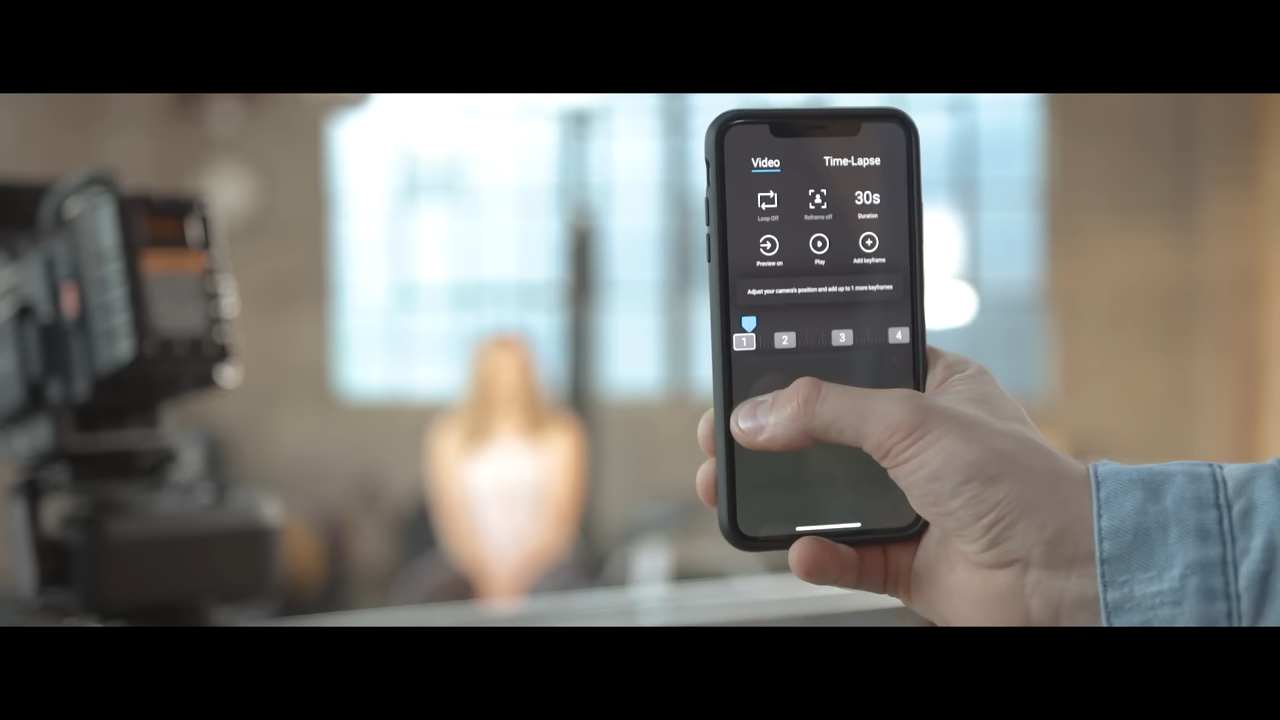 Video Time-Lapse
30s
Loop Off Reframe off Duration
Preview on Play Add keyframe
Adjust your camera's position and add up to 1 more keyframes
1 2 3 4